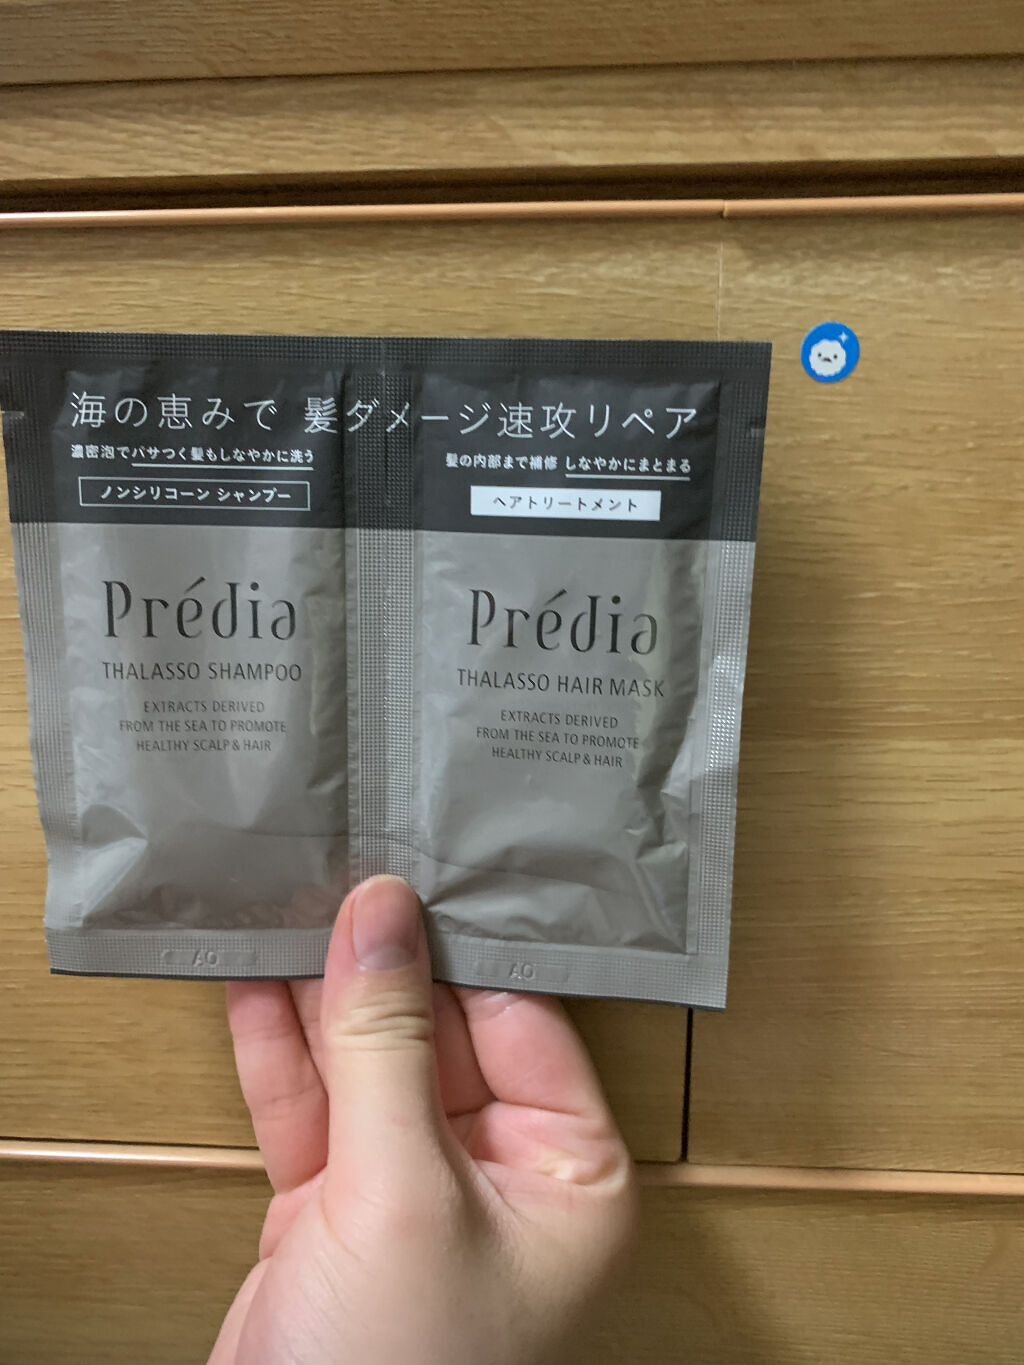 海の恵みで 髪ダメージ速攻リペア
濃密泡でパサつく髪もしなやかに洗う
ノンシリコーン シャンプー
Prédia
THALASSO SHAMPOO
EXTRACTS DERIVED
FROM THE SEA TO PROMOTE
HEALTHY SCALP & HAIR
AO
髪の内部まで補修 しなやかにまとまる
ヘアトリートメント
Prédia
THALASSO HAIR MASK
EXTRACTS DERIVED
FROM THE SEA TO PROMOTE
HEALTHY SCALP & HAIR
AO